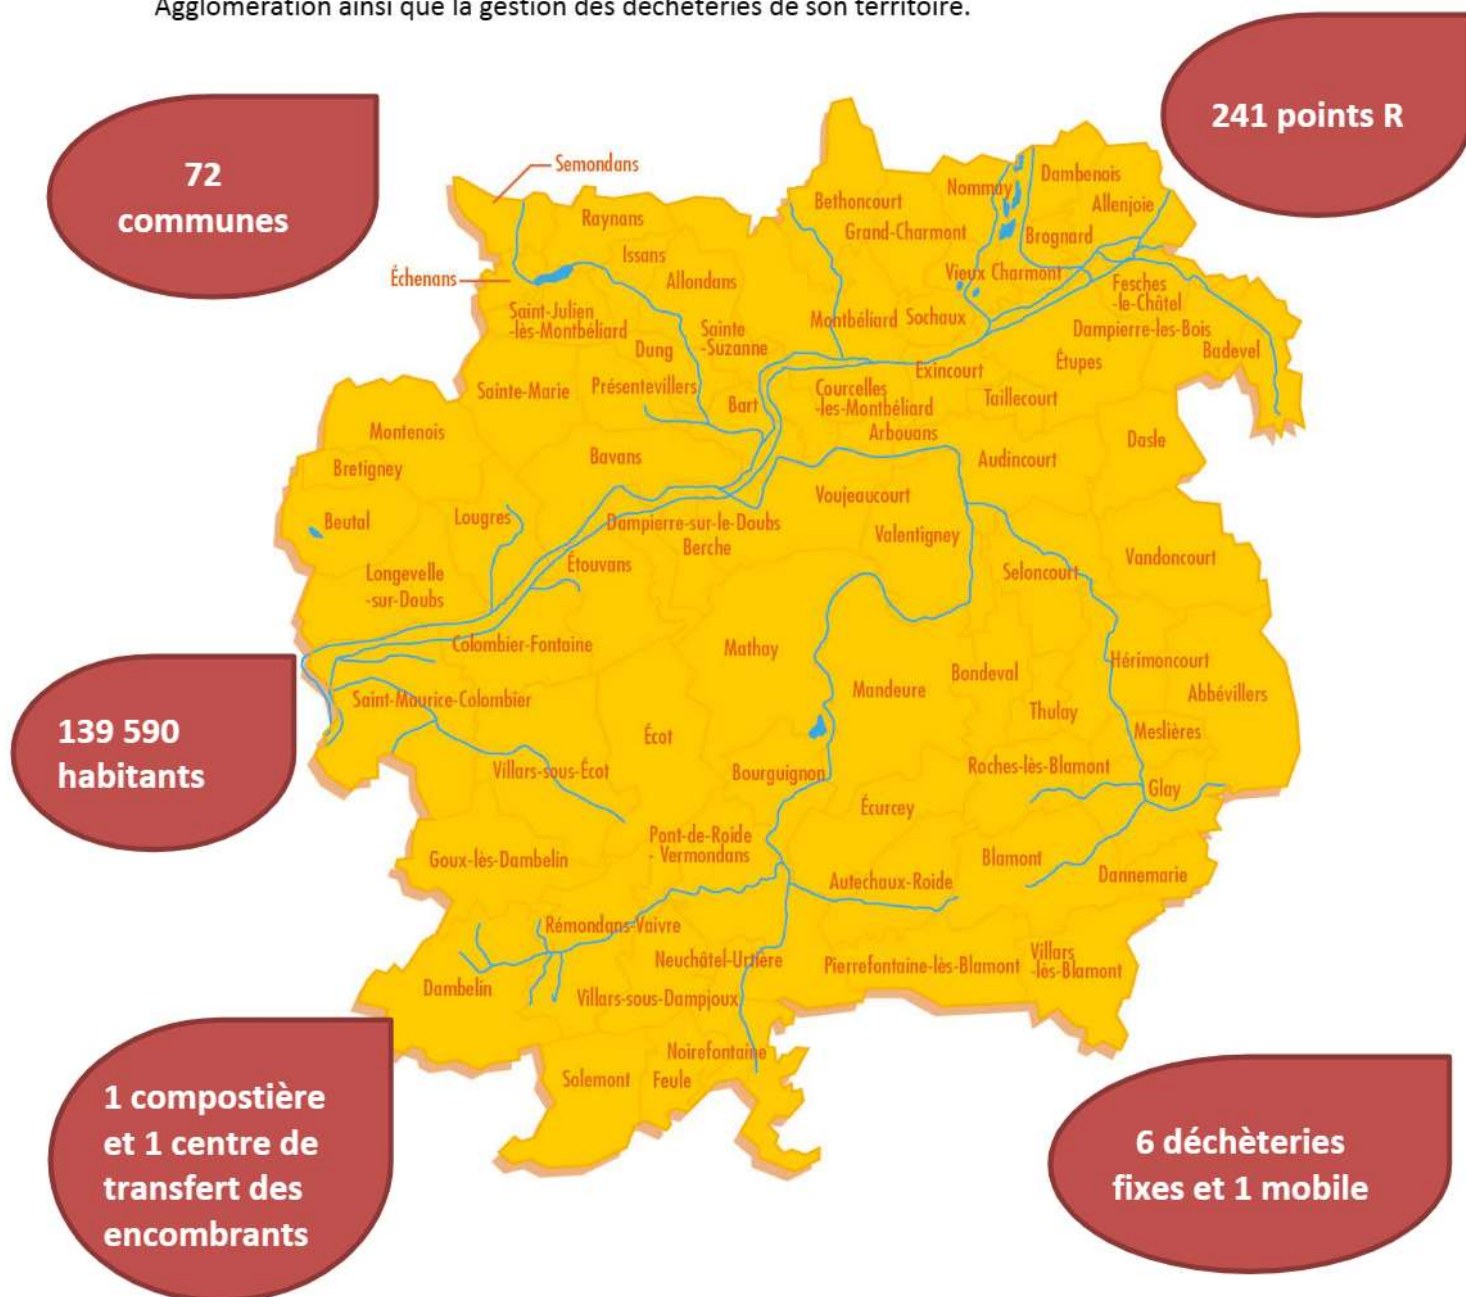 Agglomération ainsi que la gestion des déchèteries de son territoire.
72
communes
241 points R
Semondans
Raynans
Échenans
Issans
Allondans
Saint-Julien
-lès-Montbéliard
Dung
Sainte
-Suzanne
Sainte-Marie
Présentevillers
Bart
Bethoncourt
Grand-Charmont
Nommay
Dambenois
Allenjoie
Brognard
Vieux Charmont
Fesches
-le-Châtel
Montbéliard
Sochaux
Dampierre-les-Bois
Badevel
Étupes
Exincourt
Courcelles
-les-Montbéliard
Taillecourt
Arbouans
Audincourt
Dasle
Montenois
Bretigney
Bavans
Beutal
Lougres
Voujeaucourt
Dampierre-sur-le-Doubs
Berche
Valentigney
Vandoncourt
Étouvans
Seloncourt
Longevelle
-sur-Doubs
Colombier-Fontaine
Mathay
Hérimoncourt
Saint-Maurice-Colombier
Mandeure
Bondeval
Abbévillers
Thulay
Meslières
Écot
Villars-sous-Écot
Bourguignon
Roches-lès-Blamont
Glay
Écurcey
Pont-de-Roide
- Vermondans
Goux-lès-Dambelin
Blamont
Autechaux-Roide
Dannemarie
Rémondans-Vaivre
Neuchâtel-Urtière
Pierrefontaine-lès-Blamont
Villars
-lès-Blamont
Dambelin
Villars-sous-Dampjoux
Noirefontaine
Solemont
Feule
139 590
habitants
1 compostière
et 1 centre de
transfert des
encombrants
6 déchèteries
fixes et 1 mobile